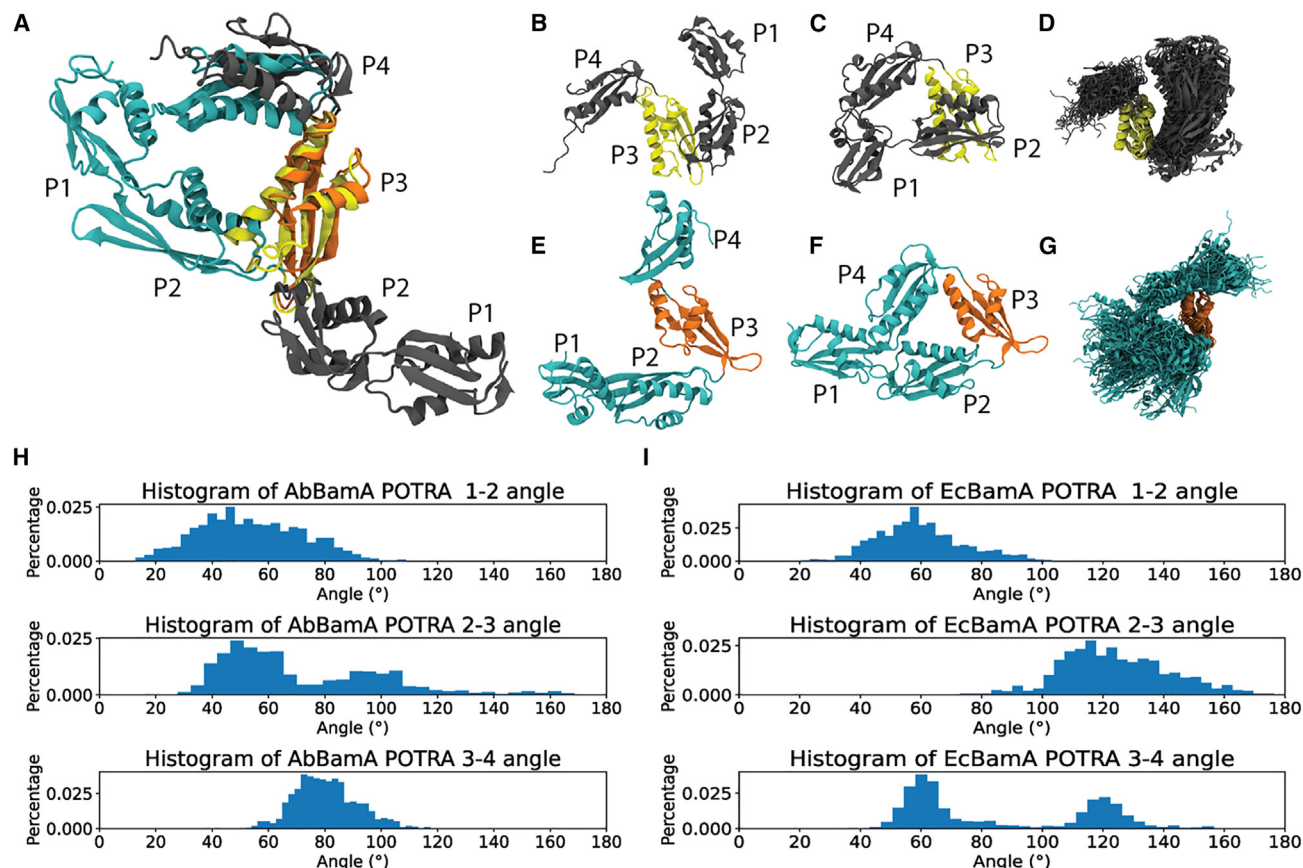 A
P4
P1
P3
P2
P2
P1
B
P1
P4
P2
P3
C
P4
P3
P2
P1
D
E
P4
P3
P1
P2
F
P4
P3
P1
P2
G
H
Histogram of AbBamA POTRA 1-2 angle
Percentage
0.025
0.000
0 20 40 60 80 100 120 140 160 180
Angle (°)
Histogram of AbBamA POTRA 2-3 angle
Percentage
0.025
0.000
0 20 40 60 80 100 120 140 160 180
Angle (°)
Histogram of AbBamA POTRA 3-4 angle
Percentage
0.025
0.000
0 20 40 60 80 100 120 140 160 180
Angle (°)
I
Histogram of EcBamA POTRA 1-2 angle
Percentage
0.025
0.000
0 20 40 60 80 100 120 140 160 180
Angle (°)
Histogram of EcBamA POTRA 2-3 angle
Percentage
0.025
0.000
0 20 40 60 80 100 120 140 160 180
Angle (°)
Histogram of EcBamA POTRA 3-4 angle
Percentage
0.025
0.000
0 20 40 60 80 100 120 140 160 180
Angle (°)